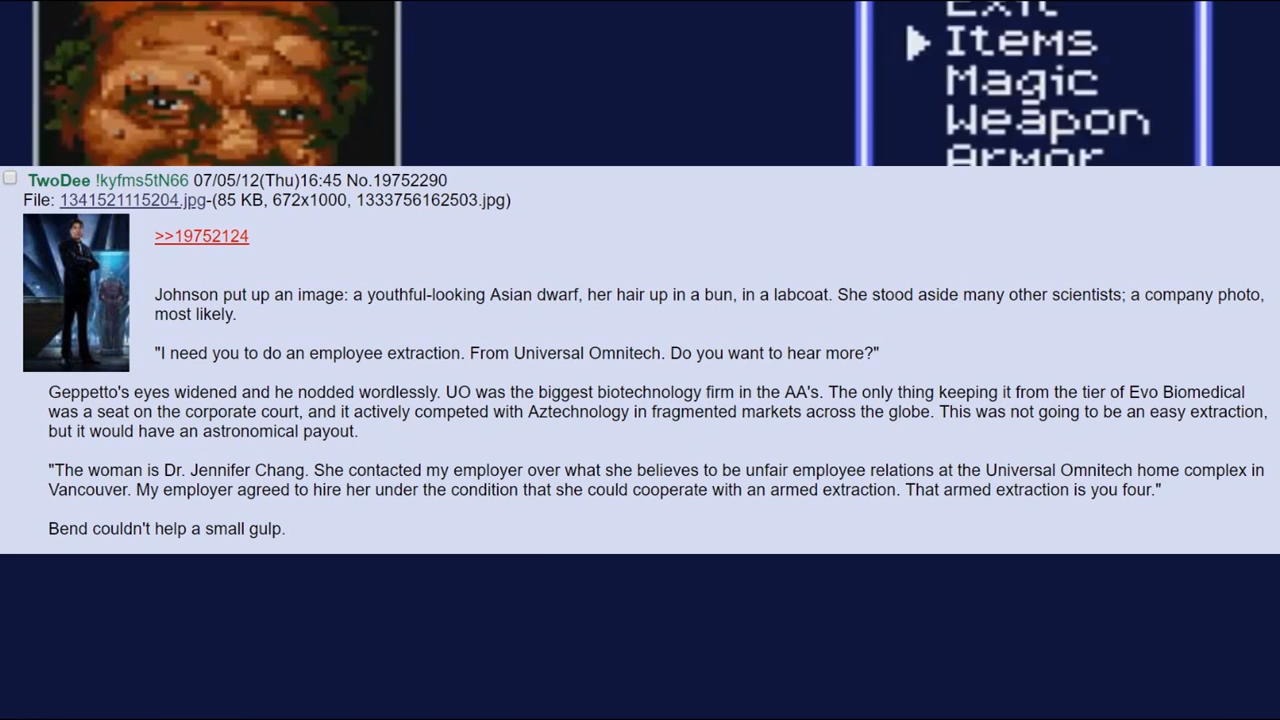 Exit
Items
Magic
Weapon
Armor
TwoDee !kyfms5tN66 07/05/12(Thu)16:45 No.19752290
File: 1341521115204.jpg-(85 KB, 672x1000, 1333756162503.jpg)
>>19752124
Johnson put up an image: a youthful-looking Asian dwarf, her hair up in a bun, in a labcoat. She stood aside many other scientists; a company photo,
most likely.
"I need you to do an employee extraction. From Universal Omnitech. Do you want to hear more?"
Geppetto's eyes widened and he nodded wordlessly. UO was the biggest biotechnology firm in the AA's. The only thing keeping it from the tier of Evo Biomedical
was a seat on the corporate court, and it actively competed with Aztechnology in fragmented markets across the globe. This was not going to be an easy extraction,
but it would have an astronomical payout.
"The woman is Dr. Jennifer Chang. She contacted my employer over what she believes to be unfair employee relations at the Universal Omnitech home complex in
Vancouver. My employer agreed to hire her under the condition that she could cooperate with an armed extraction. That armed extraction is you four."
Bend couldn't help a small gulp.